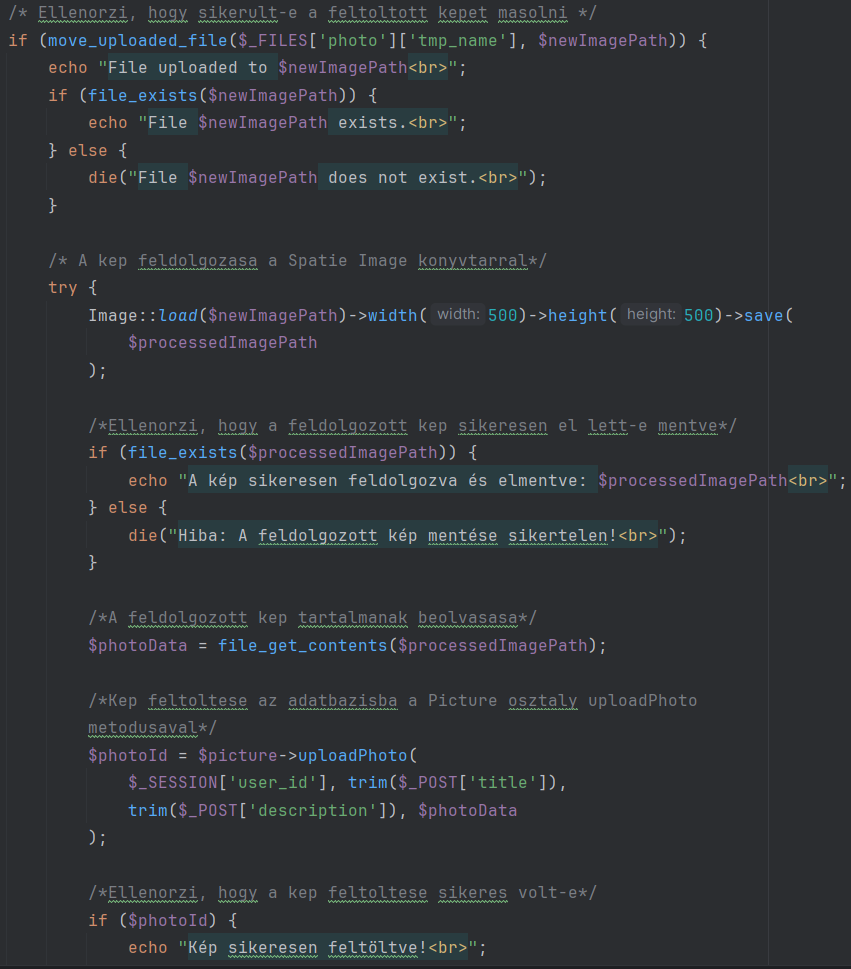 /* Ellenorzi, hogy sikerult-e a feltoltott kepet masolni */
if (move_uploaded_file($_FILES['photo']['tmp_name'], $newImagePath)) {
    echo "File uploaded to $newImagePath<br>";
    if (file_exists($newImagePath)) {
        echo "File $newImagePath exists.<br>";
    } else {
        die("File $newImagePath does not exist.<br>");
    }

    /* A kep feldolgozasa a Spatie Image konyvtarral*/
    try {
        Image::load($newImagePath)->width( width: 500)->height( height: 500)->save(
            $processedImagePath
        );

        /*Ellenorzi, hogy a feldolgozott kep sikeresen el lett-e mentve*/
        if (file_exists($processedImagePath)) {
            echo "A kép sikeresen feldolgozva és elmentve: $processedImagePath<br>";
        } else {
            die("Hiba: A feldolgozott kép mentése sikertelen!<br>");
        }

        /*A feldolgozott kep tartalmanak beolvasasa*/
        $photoData = file_get_contents($processedImagePath);

        /*Kep feltoltese az adatbazisba a Picture osztaly uploadPhoto
        metodusaval*/
        $photoId = $picture->uploadPhoto(
            $_SESSION['user_id'], trim($_POST['title']),
            trim($_POST['description']), $photoData
        );

        /*Ellenorzi, hogy a kep feltoltese sikeres volt-e*/
        if ($photoId) {
            echo "Kép sikeresen feltöltve!<br>";